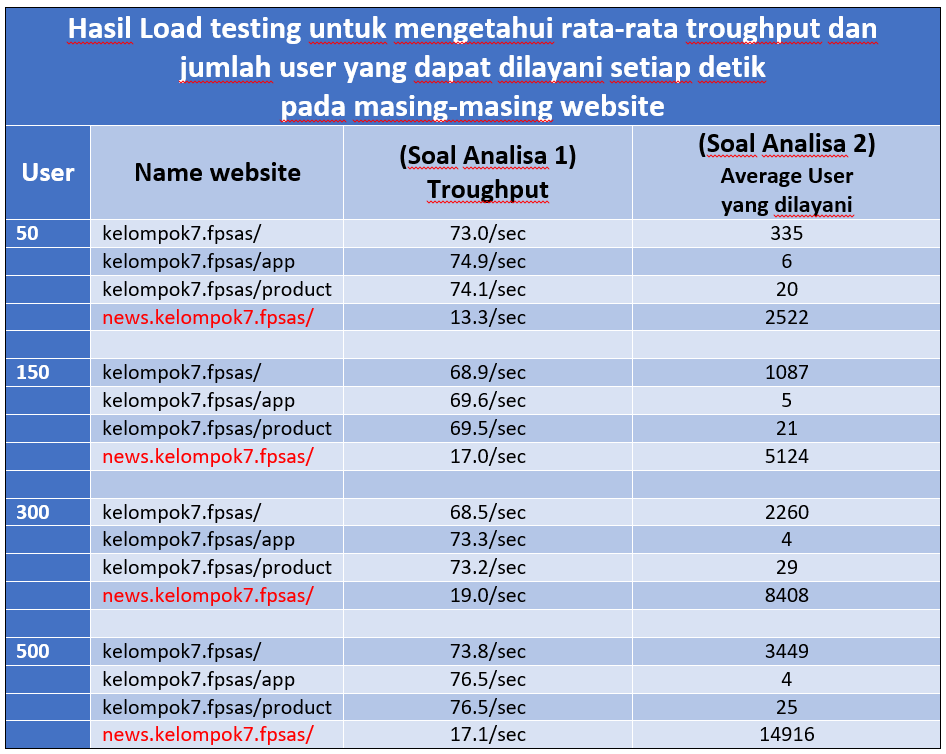 Hasil Load testing untuk mengetahui rata-rata troughput dan
jumlah user yang dapat dilayani setiap detik
pada masing-masing website
User
Name website
(Soal Analisa 1)
Troughput
(Soal Analisa 2)
Average User
yang dilayani
50 kelompok7.fpsas/ 73.0/sec 335
kelompok7.fpsas/app 74.9/sec 6
kelompok7.fpsas/product 74.1/sec 20
news.kelompok7.fpsas/ 13.3/sec 2522
150 kelompok7.fpsas/ 68.9/sec 1087
kelompok7.fpsas/app 69.6/sec 5
kelompok7.fpsas/product 69.5/sec 21
news.kelompok7.fpsas/ 17.0/sec 5124
300 kelompok7.fpsas/ 68.5/sec 2260
kelompok7.fpsas/app 73.3/sec 4
kelompok7.fpsas/product 73.2/sec 29
news.kelompok7.fpsas/ 19.0/sec 8408
500 kelompok7.fpsas/ 73.8/sec 3449
kelompok7.fpsas/app 76.5/sec 4
kelompok7.fpsas/product 76.5/sec 25
news.kelompok7.fpsas/ 17.1/sec 14916